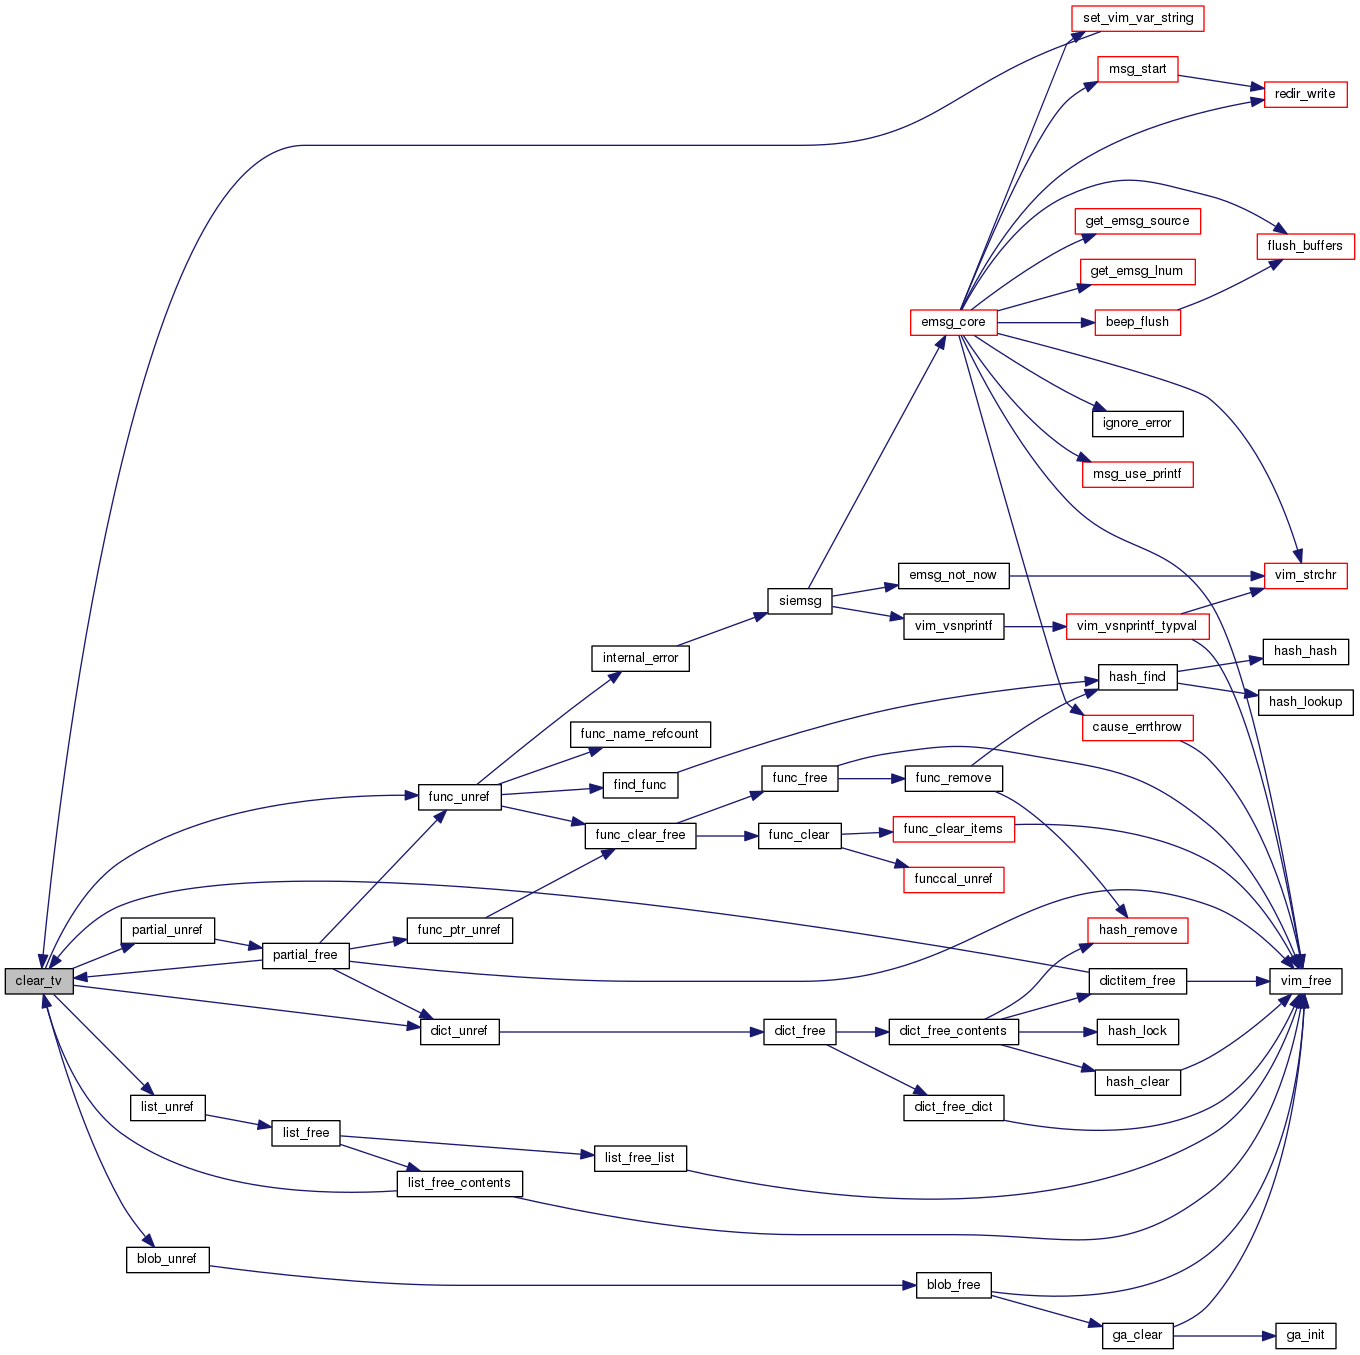 set_vim_var_string
msg_start
redir_write
get_emsg_source
flush_buffers
get_emsg_lnum
emsg_core
beep_flush
ignore_error
msg_use_printf
emsg_not_now
vim_strchr
siemsg
vim_vsnprintf
vim_vsnprintf_typval
internal_error
hash_hash
hash_find
hash_lookup
func_name_refcount
cause_errthrow
func_unref
find_func
func_free
func_remove
func_clear_free
func_clear
func_clear_items
funccal_unref
partial_unref
func_ptr_unref
hash_remove
partial_free
clear_tv
dictitem_free
vim_free
dict_unref
dict_free
dict_free_contents
hash_lock
hash_clear
list_unref
dict_free_dict
list_free
list_free_list
list_free_contents
blob_unref
blob_free
ga_clear
ga_init